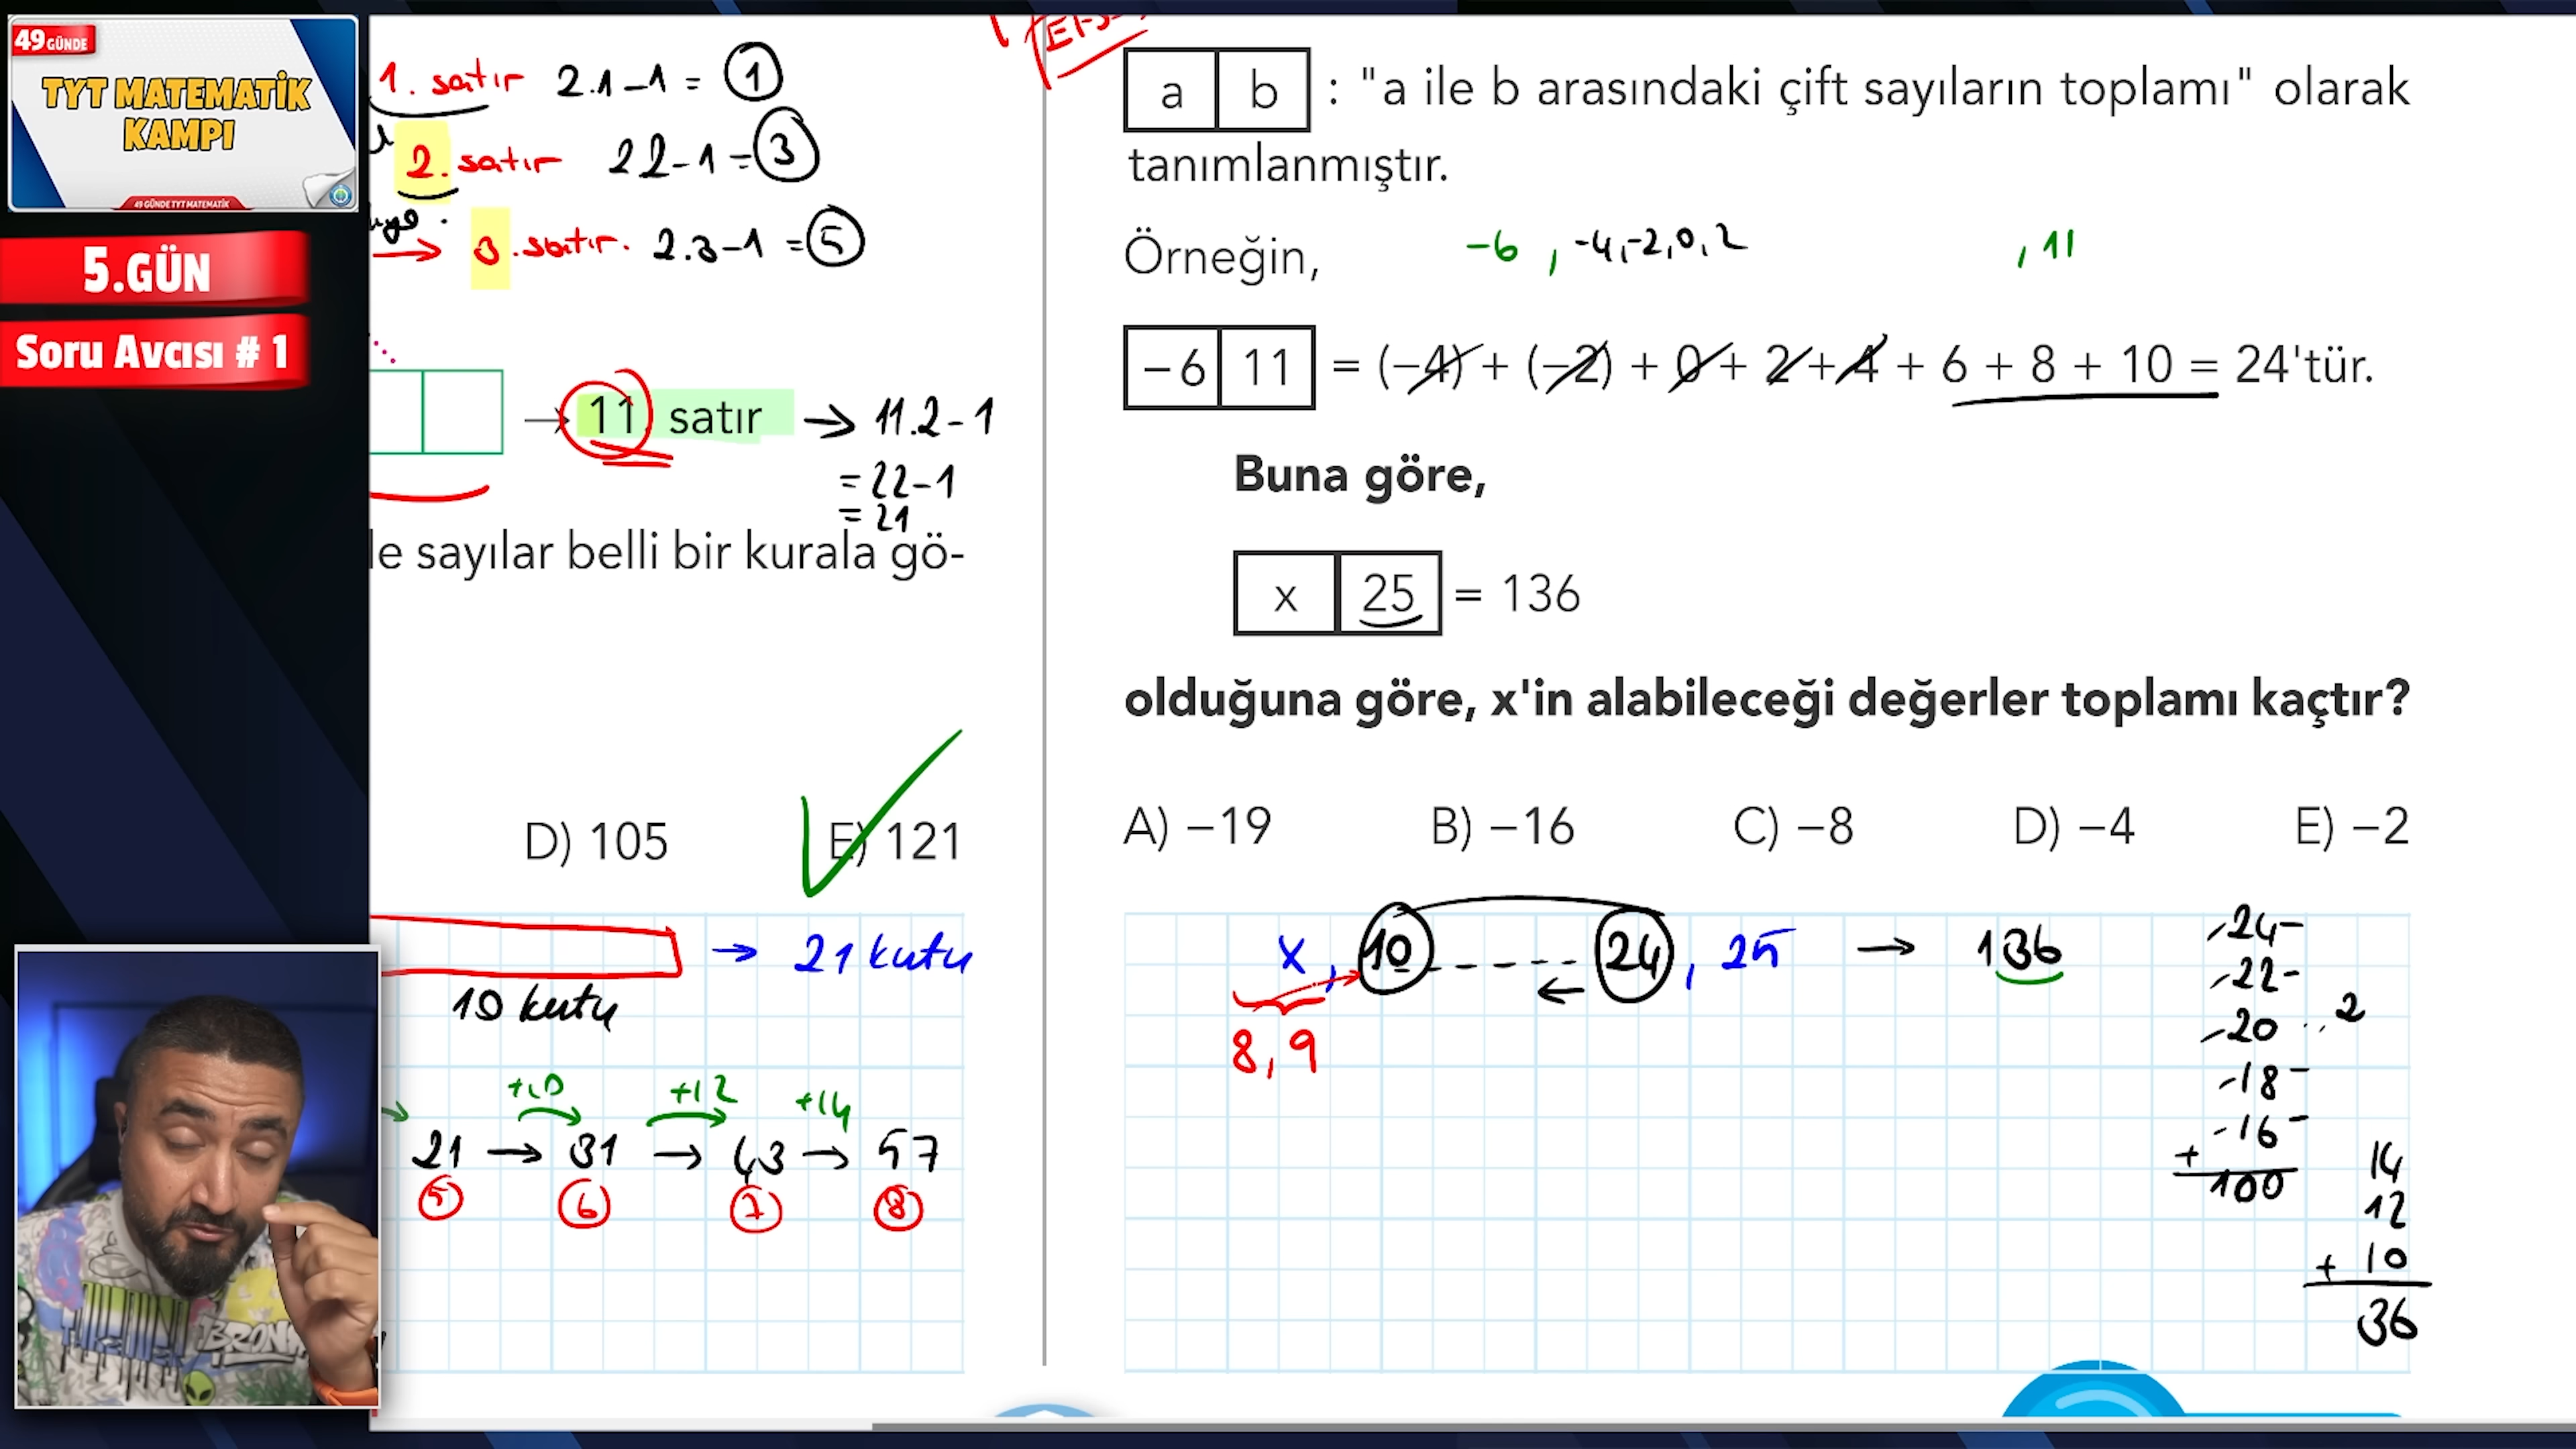 49 GÜNDE
TYT MATEMATİK
KAMPI
49 GÜNDE TYT MATEMATİK
5.GÜN
Soru Avcısı # 1
1. satır 2.1-1 = 1
2. satır 22-1 = 3
3. satır. 2.3-1 = 5
→ 11 satır → 11.2-1
= 22-1
= 21
le sayılar belli bir kurala gö-
D) 105 E) 121
→ 21 kutu
10 kutu
+10 +12 +14
21 → 31 → 43 → 57
5 6 7 8
a b : "a ile b arasındaki çift sayıların toplamı" olarak
tanımlanmıştır.
Örneğin, -6 , -4,-2,0,2 , 11
-6 11 = (-4) + (-2) + 0 + 2 + 4 + 6 + 8 + 10 = 24'tür.
Buna göre,
x 25 = 136
olduğuna göre, x'in alabileceği değerler toplamı kaçtır?
A) -19 B) -16 C) -8 D) -4 E) -2
x, 10 ----- 24, 25 → 136
←
8, 9
-24-
-22-
-20 .. 2
-18-
-16-
+
100
14
12
+ 10
36